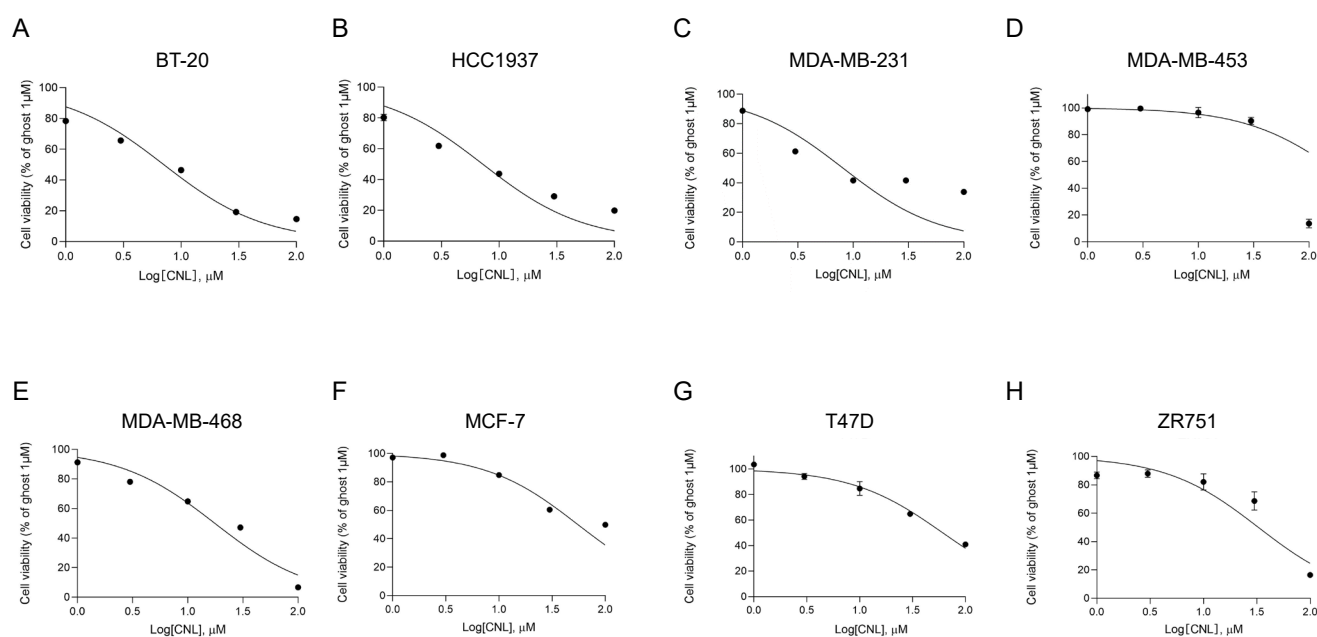 A
BT-20
Cell viability (% of ghost 1μM)
100
80
60
40
20
100
0.0 0.5 1.0 1.5 2.0
Log[CNL], μM
B
HCC1937
Cell viability (% of ghost 1μM)
100
80
60
40
20
100
0.0 0.5 1.0 1.5 2.0
Log[CNL], μM
C
MDA-MB-231
Cell viability (% of ghost 1μM)
100
80
60
40
20
100
0.0 0.5 1.0 1.5 2.0
Log[CNL], μM
D
MDA-MB-453
Cell viability (% of ghost 1μM)
100
80
60
40
20
100
0.0 0.5 1.0 1.5 2.0
Log[CNL], μM
E
MDA-MB-468
Cell viability (% of ghost 1μM)
100
80
60
40
20
100
0.0 0.5 1.0 1.5 2.0
Log[CNL], μM
F
MCF-7
Cell viability (% of ghost 1μM)
100
80
60
40
20
100
0.0 0.5 1.0 1.5 2.0
Log[CNL], μM
G
T47D
Cell viability (% of ghost 1μM)
100
80
60
40
20
100
0.0 0.5 1.0 1.5 2.0
Log[CNL], μM
H
ZR751
Cell viability (% of ghost 1μM)
100
80
60
40
20
100
0.0 0.5 1.0 1.5 2.0
Log[CNL], μM